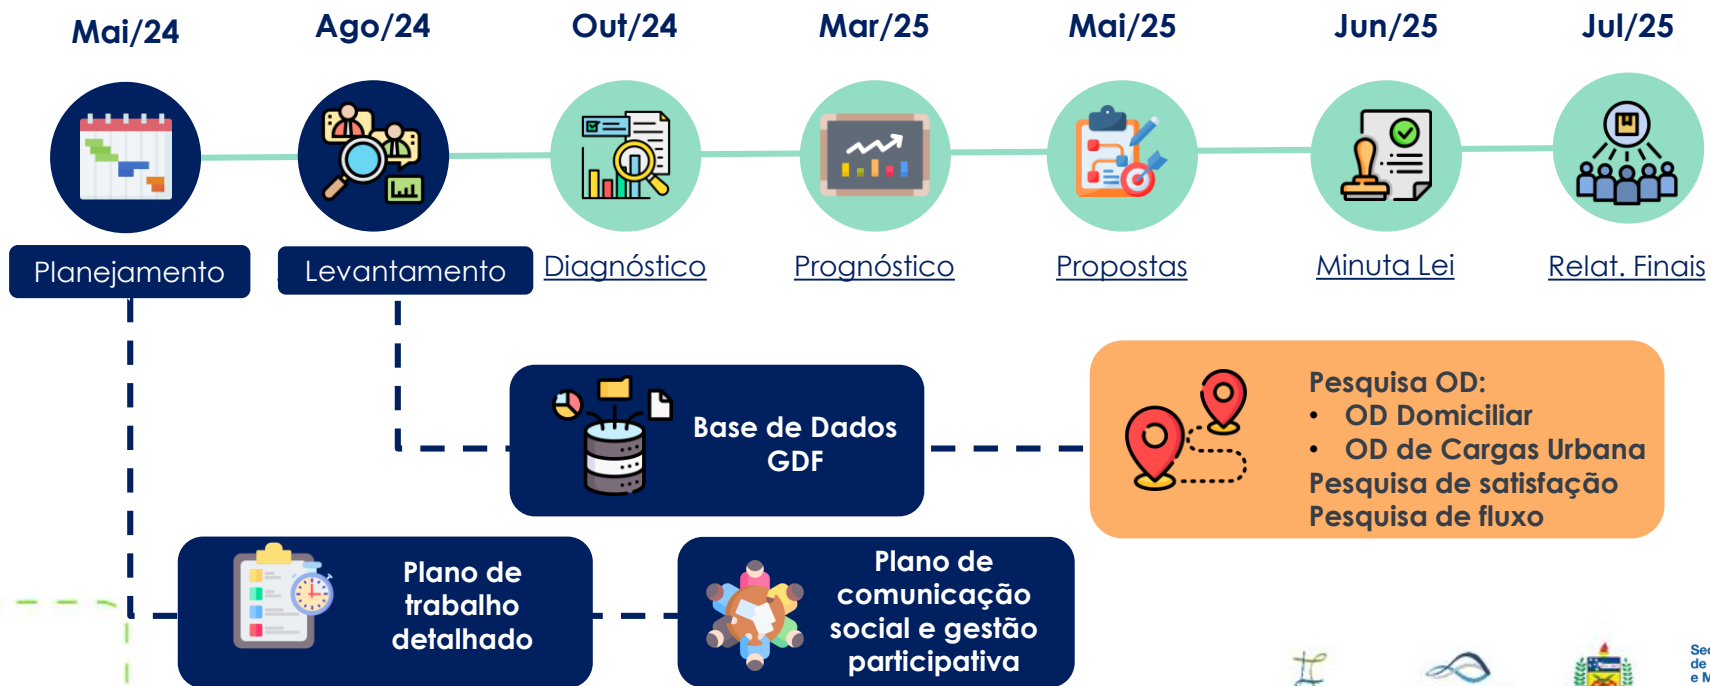 Mai/24
Ago/24
Out/24
Mar/25
Mai/25
Jun/25
Jul/25
Planejamento
Levantamento
Diagnóstico
Prognóstico
Propostas
Minuta Lei
Relat. Finais
Base de Dados
GDF
Pesquisa OD:
• OD Domiciliar
• OD de Cargas Urbana
Pesquisa de satisfação
Pesquisa de fluxo
Plano de
trabalho
detalhado
Plano de
comunicação
social e gestão
participativa